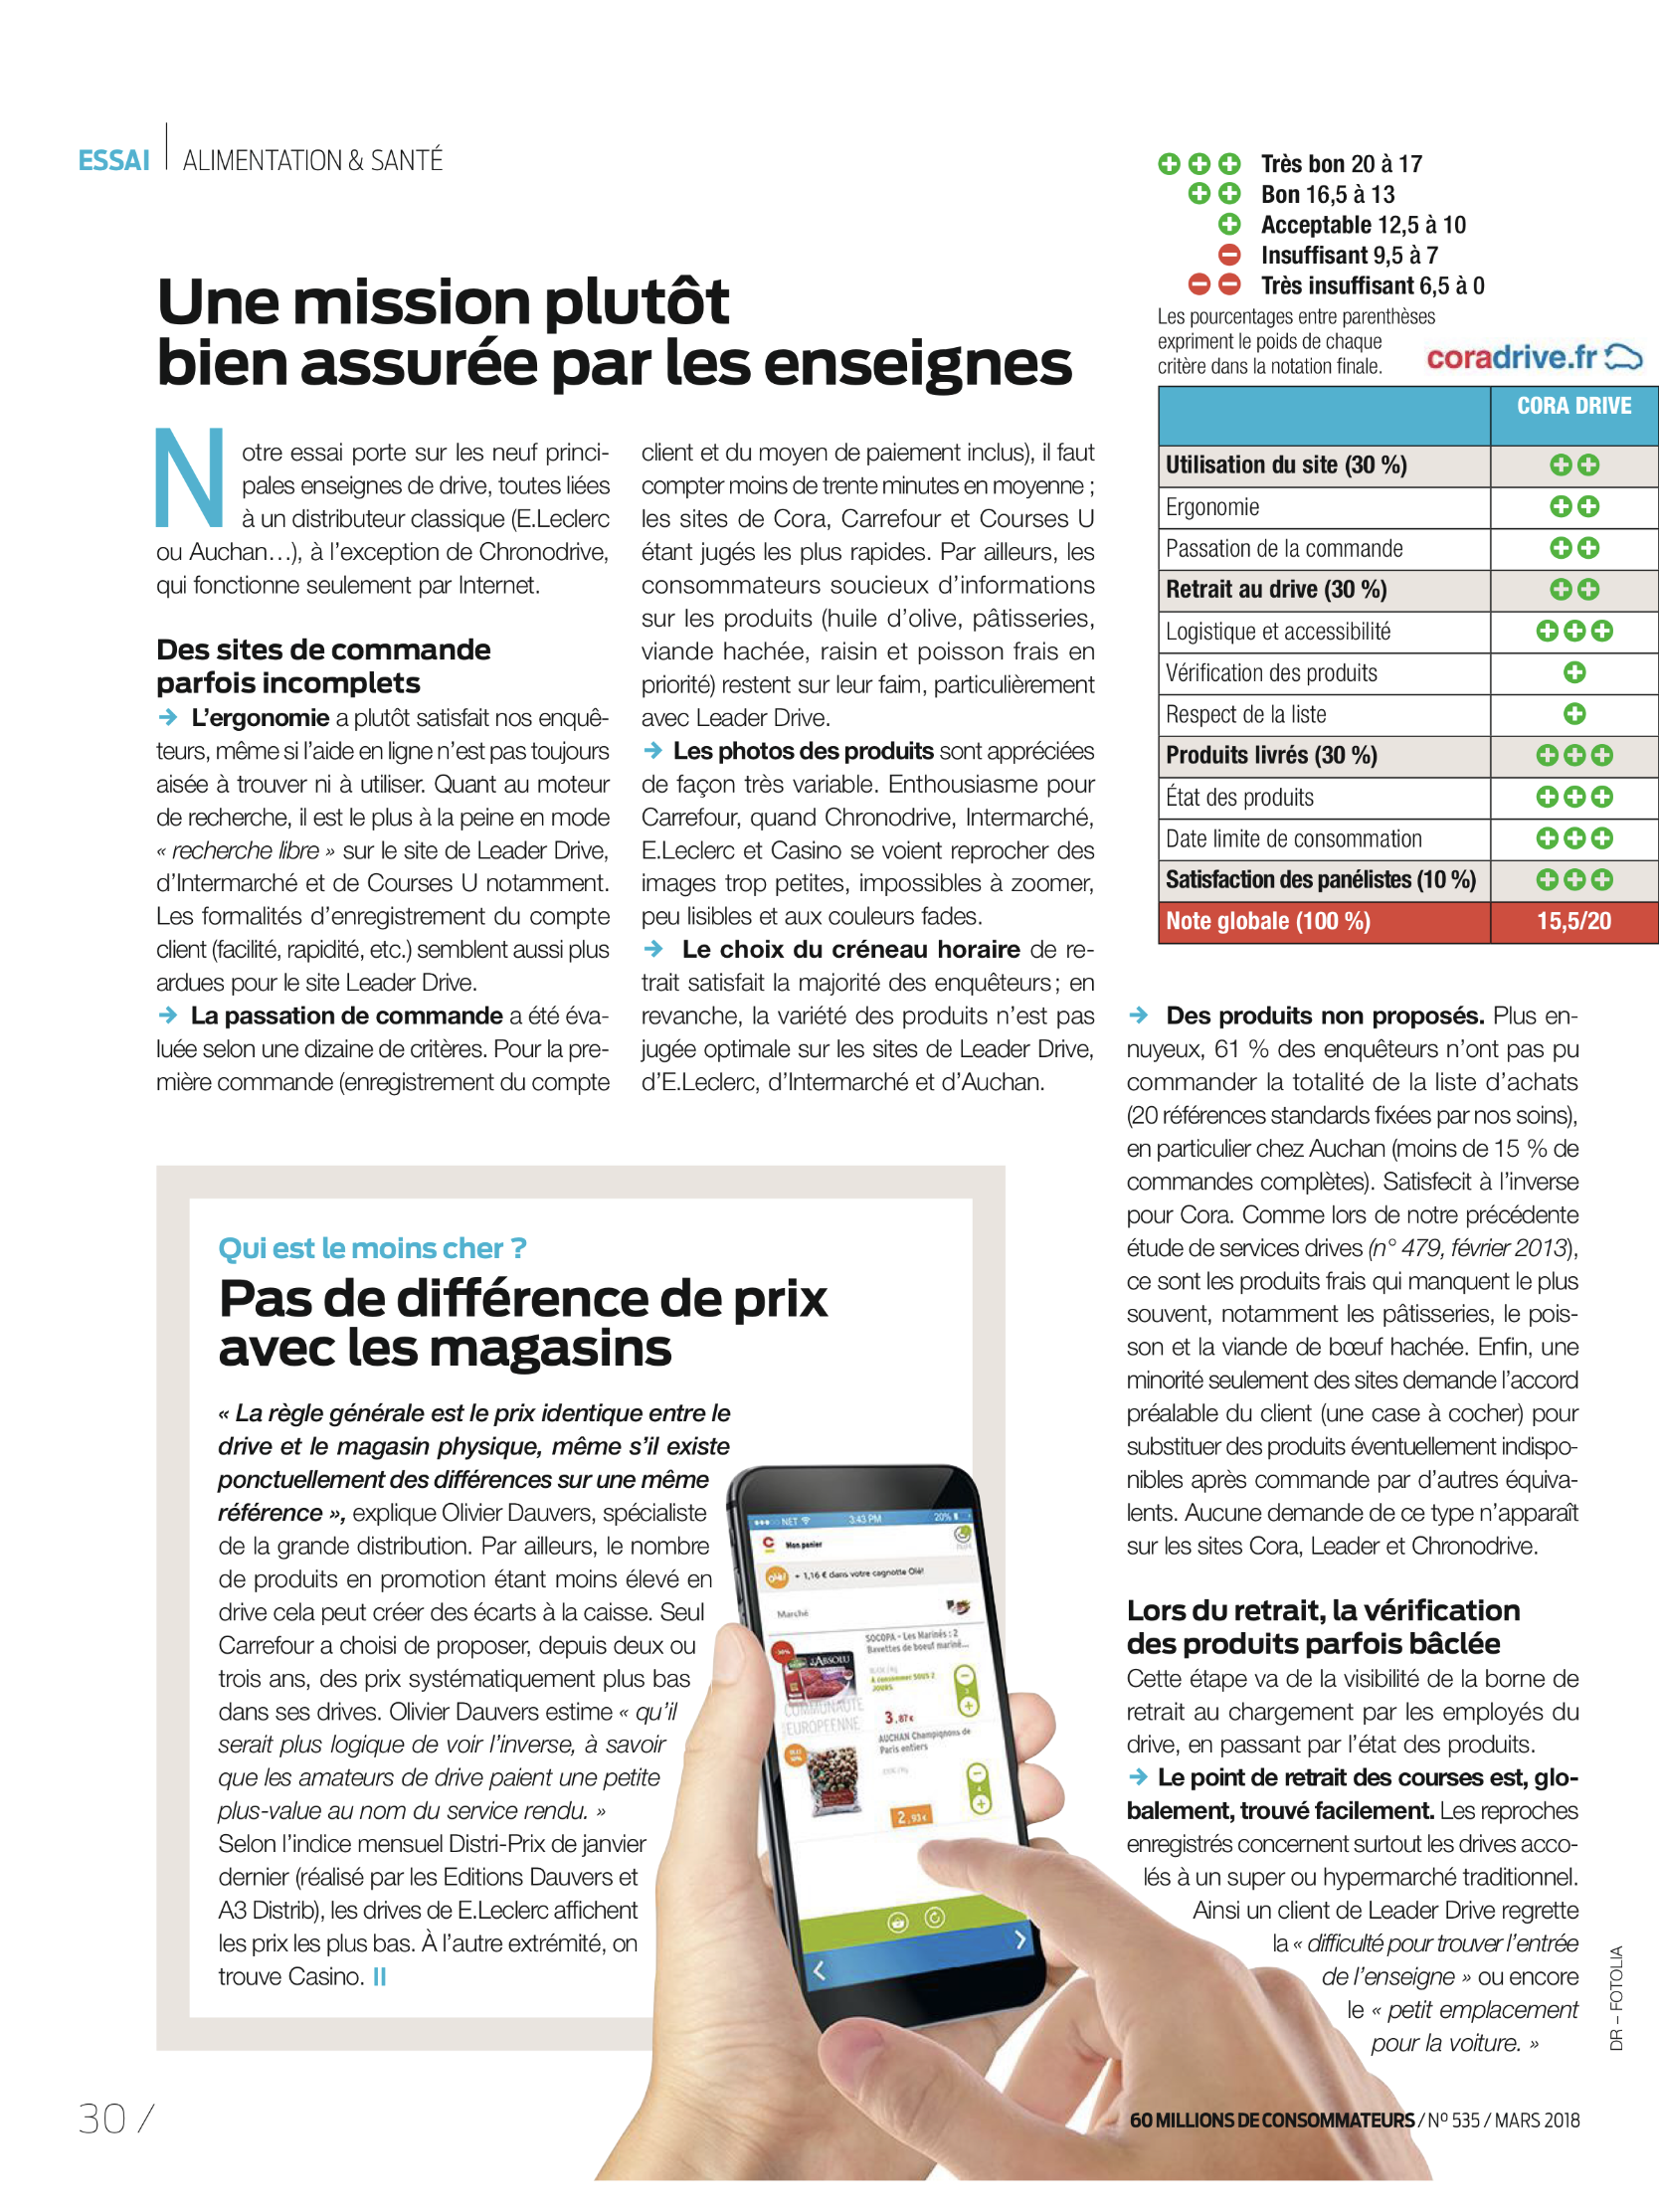 ESSAI | ALIMENTATION & SANTÉ
Une mission plutôt
bien assurée par les enseignes
Notre essai porte sur les neuf princi-
pales enseignes de drive, toutes liées
à un distributeur classique (E.Leclerc
ou Auchan…), à l’exception de Chronodrive,
qui fonctionne seulement par Internet.
Des sites de commande
parfois incomplets
→ L’ergonomie a plutôt satisfait nos enquê-
teurs, même si l’aide en ligne n’est pas toujours
aisée à trouver ni à utiliser. Quant au moteur
de recherche, il est le plus à la peine en mode
« recherche libre » sur le site de Leader Drive,
d’Intermarché et de Courses U notamment.
Les formalités d’enregistrement du compte
client (facilité, rapidité, etc.) semblent aussi plus
ardues pour le site Leader Drive.
→ La passation de commande a été éva-
luée selon une dizaine de critères. Pour la pre-
mière commande (enregistrement du compte
client et du moyen de paiement inclus), il faut
compter moins de trente minutes en moyenne ;
les sites de Cora, Carrefour et Courses U
étant jugés les plus rapides. Par ailleurs, les
consommateurs soucieux d’informations
sur les produits (huile d’olive, pâtisseries,
viande hachée, raisin et poisson frais en
priorité) restent sur leur faim, particulièrement
avec Leader Drive.
→ Les photos des produits sont appréciées
de façon très variable. Enthousiasme pour
Carrefour, quand Chronodrive, Intermarché,
E.Leclerc et Casino se voient reprocher des
images trop petites, impossibles à zoomer,
peu lisibles et aux couleurs fades.
→ Le choix du créneau horaire de re-
trait satisfait la majorité des enquêteurs ; en
revanche, la variété des produits n’est pas
jugée optimale sur les sites de Leader Drive,
d’E.Leclerc, d’Intermarché et d’Auchan.
+++ Très bon 20 à 17
++ Bon 16,5 à 13
+ Acceptable 12,5 à 10
– Insuffisant 9,5 à 7
– – Très insuffisant 6,5 à 0
Les pourcentages entre parenthèses
expriment le poids de chaque
critère dans la notation finale.
coradrive.fr
CORA DRIVE
Utilisation du site (30 %) ++
Ergonomie ++
Passation de la commande ++
Retrait au drive (30 %) ++
Logistique et accessibilité +++
Vérification des produits +
Respect de la liste +
Produits livrés (30 %) +++
État des produits +++
Date limite de consommation +++
Satisfaction des panélistes (10 %) +++
Note globale (100 %) 15,5/20
→ Des produits non proposés. Plus en-
nuyeux, 61 % des enquêteurs n’ont pas pu
commander la totalité de la liste d’achats
(20 références standards fixées par nos soins),
en particulier chez Auchan (moins de 15 % de
commandes complètes). Satisfecit à l’inverse
pour Cora. Comme lors de notre précédente
étude de services drives (n° 479, février 2013),
ce sont les produits frais qui manquent le plus
souvent, notamment les pâtisseries, le pois-
son et la viande de bœuf hachée. Enfin, une
minorité seulement des sites demande l’accord
préalable du client (une case à cocher) pour
substituer des produits éventuellement indispo-
nibles après commande par d’autres équiva-
lents. Aucune demande de ce type n’apparaît
sur les sites Cora, Leader et Chronodrive.
Lors du retrait, la vérification
des produits parfois bâclée
Cette étape va de la visibilité de la borne de
retrait au chargement par les employés du
drive, en passant par l’état des produits.
→ Le point de retrait des courses est, glo-
balement, trouvé facilement. Les reproches
enregistrés concernent surtout les drives acco-
lés à un super ou hypermarché traditionnel.
Ainsi un client de Leader Drive regrette
la « difficulté pour trouver l’entrée
de l’enseigne » ou encore
le « petit emplacement
pour la voiture. »
Qui est le moins cher ?
Pas de différence de prix
avec les magasins
« La règle générale est le prix identique entre le
drive et le magasin physique, même s’il existe
ponctuellement des différences sur une même
référence », explique Olivier Dauvers, spécialiste
de la grande distribution. Par ailleurs, le nombre
de produits en promotion étant moins élevé en
drive cela peut créer des écarts à la caisse. Seul
Carrefour a choisi de proposer, depuis deux ou
trois ans, des prix systématiquement plus bas
dans ses drives. Olivier Dauvers estime « qu’il
serait plus logique de voir l’inverse, à savoir
que les amateurs de drive paient une petite
plus-value au nom du service rendu. »
Selon l’indice mensuel Distri-Prix de janvier
dernier (réalisé par les Editions Dauvers et
A3 Distrib), les drives de E.Leclerc affichent
les prix les plus bas. À l’autre extrémité, on
trouve Casino.
NET 3:43 PM 20%
Mon panier
+ 1,16 € dans votre cagnotte Olé!
Marché
SOCOPA - Les Marinés : 2
Bavettes de boeuf mariné...
A consommer SOUS 2
JOURS
J.ABSOLU
COMMUNAUTE
EUROPEENNE
3,87€
AUCHAN Champignons de
Paris entiers
2,93€
DR – FOTOLIA
30 /
60 MILLIONS DE CONSOMMATEURS / Nº 535 / MARS 2018